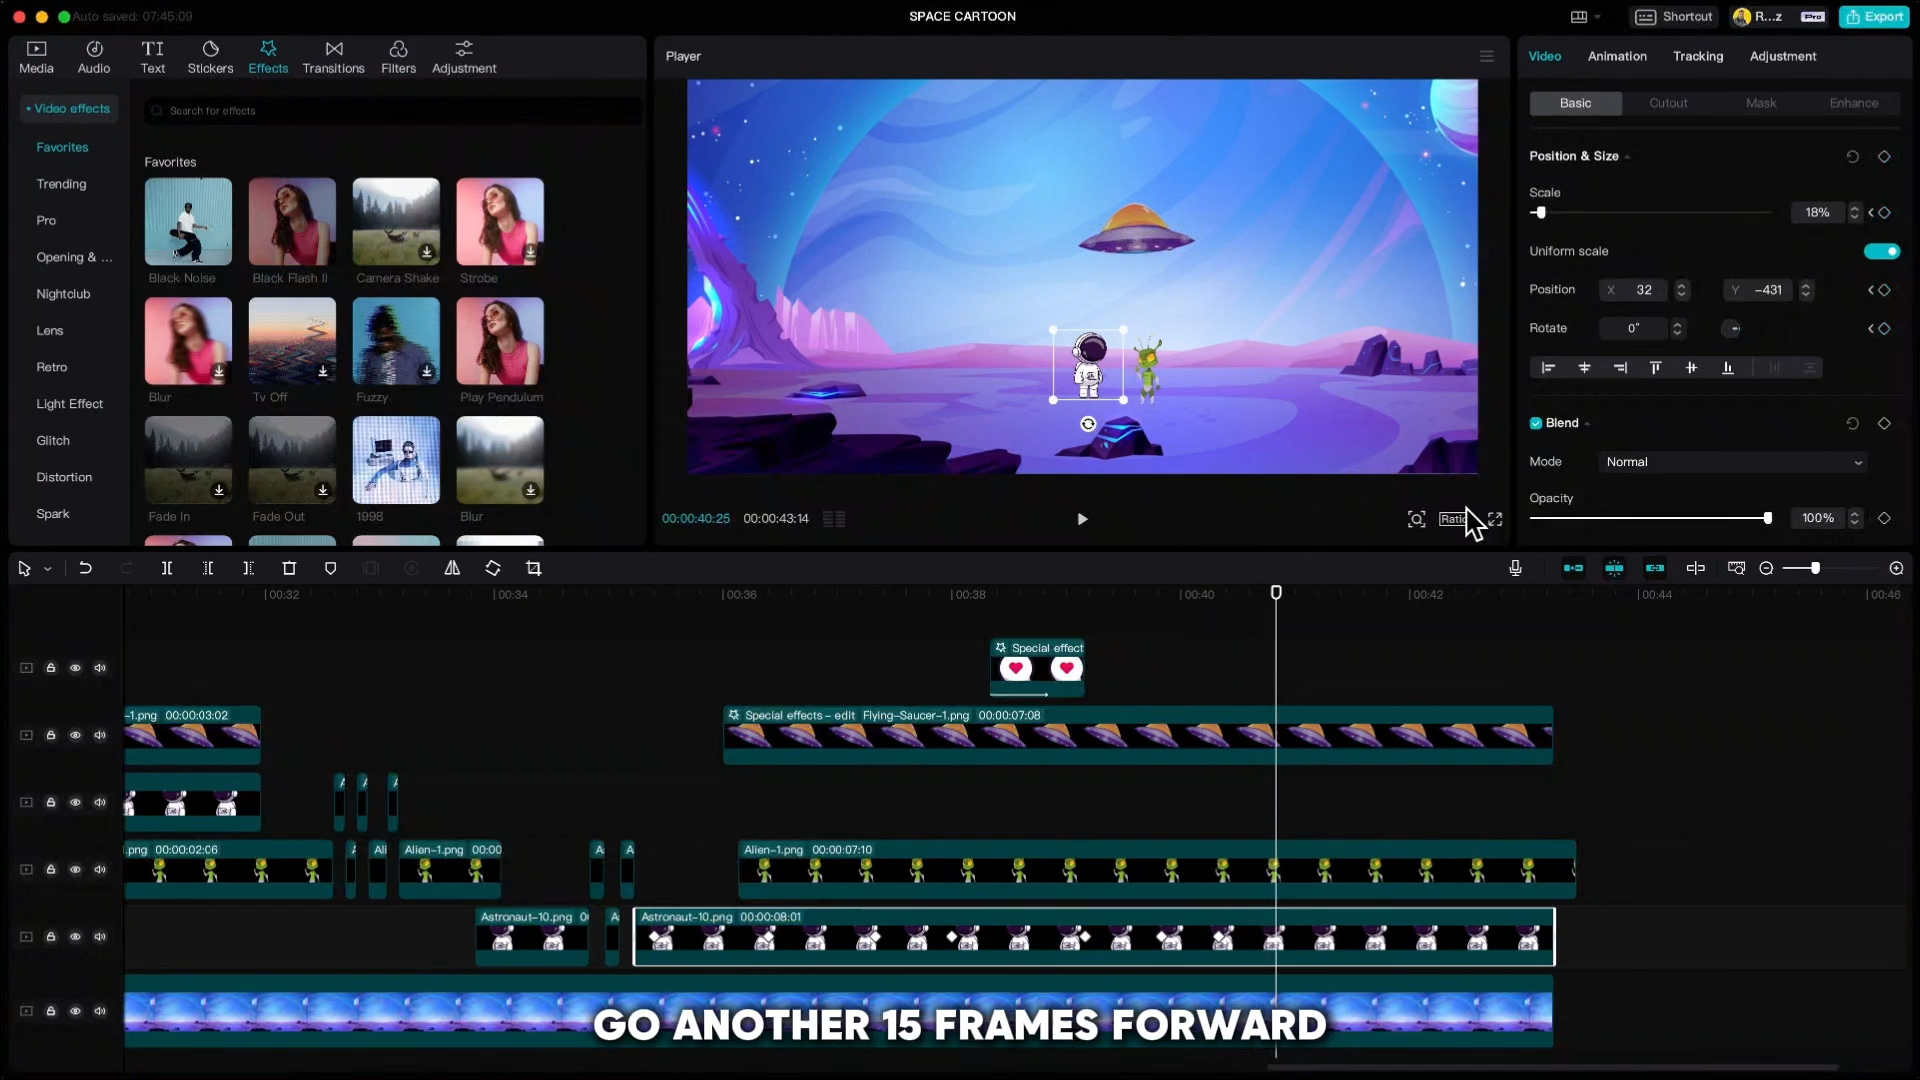 Auto saved: 07:45:09
SPACE CARTOON
Shortcut
R...z
Pro
Export
Media
Audio
TI
Text
Stickers
Effects
Transitions
Filters
Adjustment
Video effects
Favorites
Trending
Pro
Opening & ...
Nightclub
Lens
Retro
Light Effect
Glitch
Distortion
Spark
Search for effects
Favorites
Black Noise
Black Flash II
Camera Shake
Strobe
Blur
Tv Off
Fuzzy
Play Pendulum
Fade In
Fade Out
1998
Blur
Player
00:00:40:25
00:00:43:14
Ratio
Video
Animation
Tracking
Adjustment
Basic
Cutout
Mask
Enhance
Position & Size
Scale
18%
Uniform scale
Position
X 32
Y -431
Rotate
0°
Blend
Mode
Normal
Opacity
100%
00:32
00:34
00:36
00:38
00:40
00:42
00:44
00:46
Special effect
-1.png 00:00:03:02
Special effects - edit Flying-Saucer-1.png 00:00:07:08
.png 00:00:02:06
Ali
Alien-1.png 00:00
A
A
Alien-1.png 00:00:07:10
Astronaut-10.png 0
A
Astronaut-10.png 00:00:08:01
GO ANOTHER 15 FRAMES FORWARD